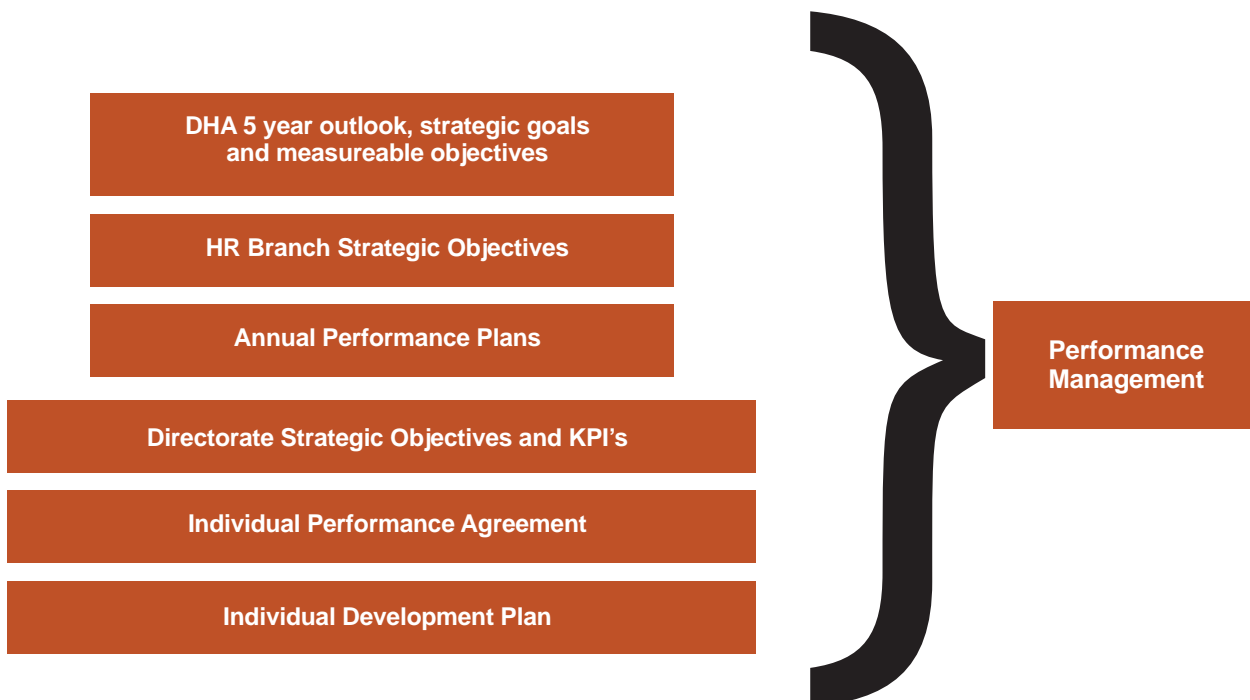 DHA 5 year outlook, strategic goals
and measureable objectives
HR Branch Strategic Objectives
Annual Performance Plans
Directorate Strategic Objectives and KPI’s
Individual Performance Agreement
Individual Development Plan
Performance
Management